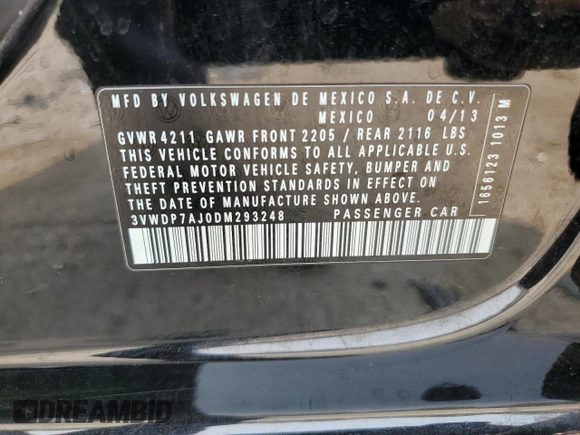 MFD BY VOLKSWAGEN DE MEXICO S.A. DE C.V.
MEXICO 04/13
GVWR 4211 GAWR FRONT 2205 / REAR 2116 LBS
THIS VEHICLE CONFORMS TO ALL APPLICABLE U.S.
FEDERAL MOTOR VEHICLE SAFETY, BUMPER AND
THEFT PREVENTION STANDARDS IN EFFECT ON
THE DATE OF MANUFACTURE SHOWN ABOVE.
3VWDP7AJ0DM293248 PASSENGER CAR
1656123 1013 M
DREAMBID